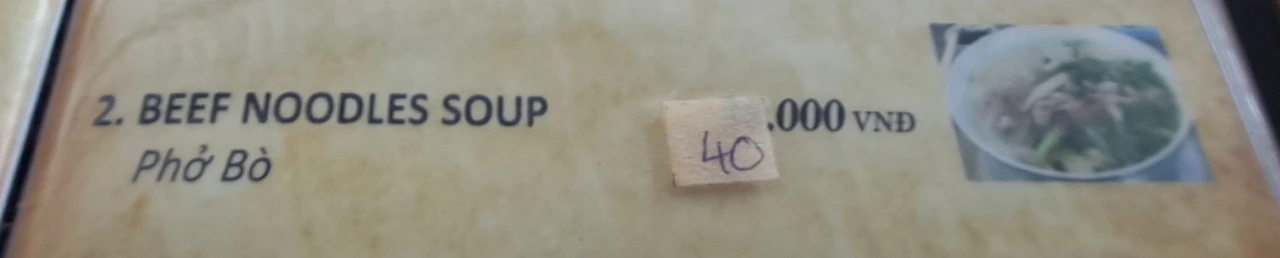 2. BEEF NOODLES SOUP 40.000 VNĐ
Phở Bò